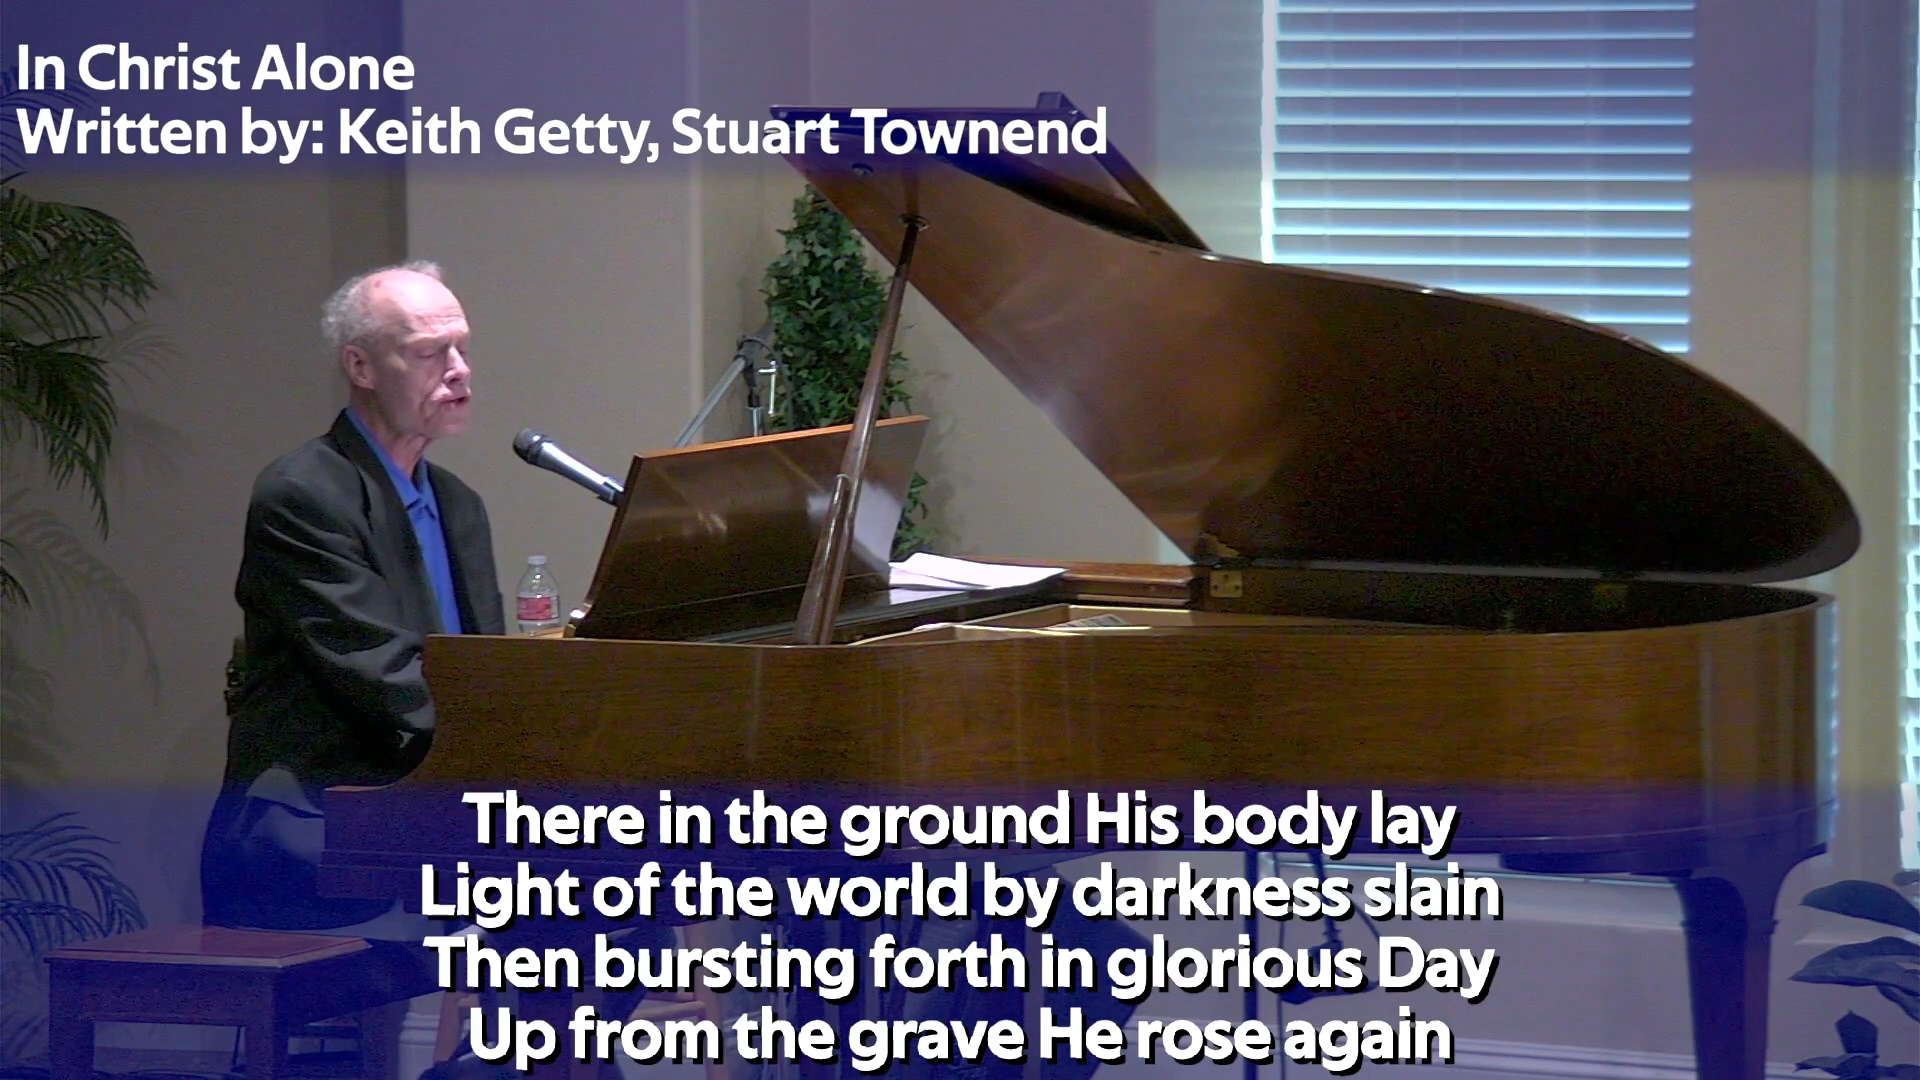 In Christ Alone
Written by: Keith Getty, Stuart Townend
There in the ground His body lay
Light of the world by darkness slain
Then bursting forth in glorious Day
Up from the grave He rose again